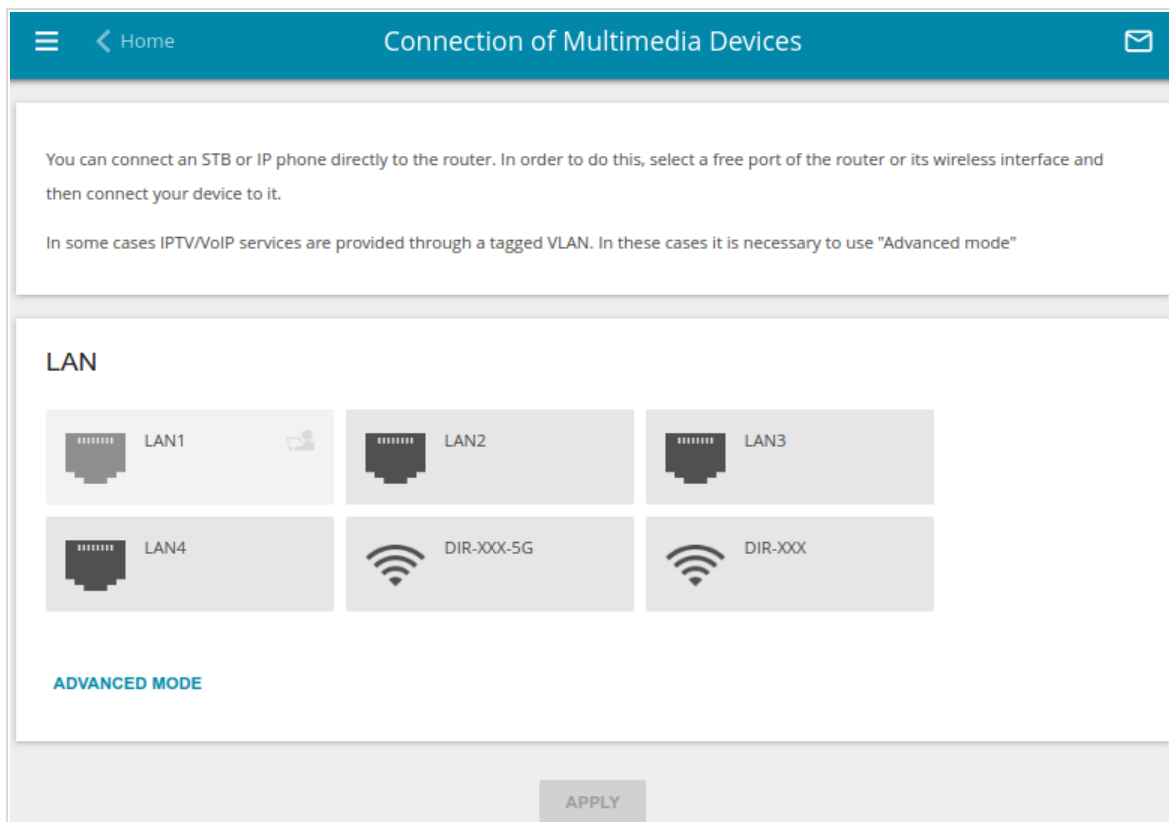 Home
Connection of Multimedia Devices
You can connect an STB or IP phone directly to the router. In order to do this, select a free port of the router or its wireless interface and
then connect your device to it.
In some cases IPTV/VoIP services are provided through a tagged VLAN. In these cases it is necessary to use "Advanced mode"
LAN
LAN1
LAN2
LAN3
LAN4
DIR-XXX-5G
DIR-XXX
ADVANCED MODE
APPLY